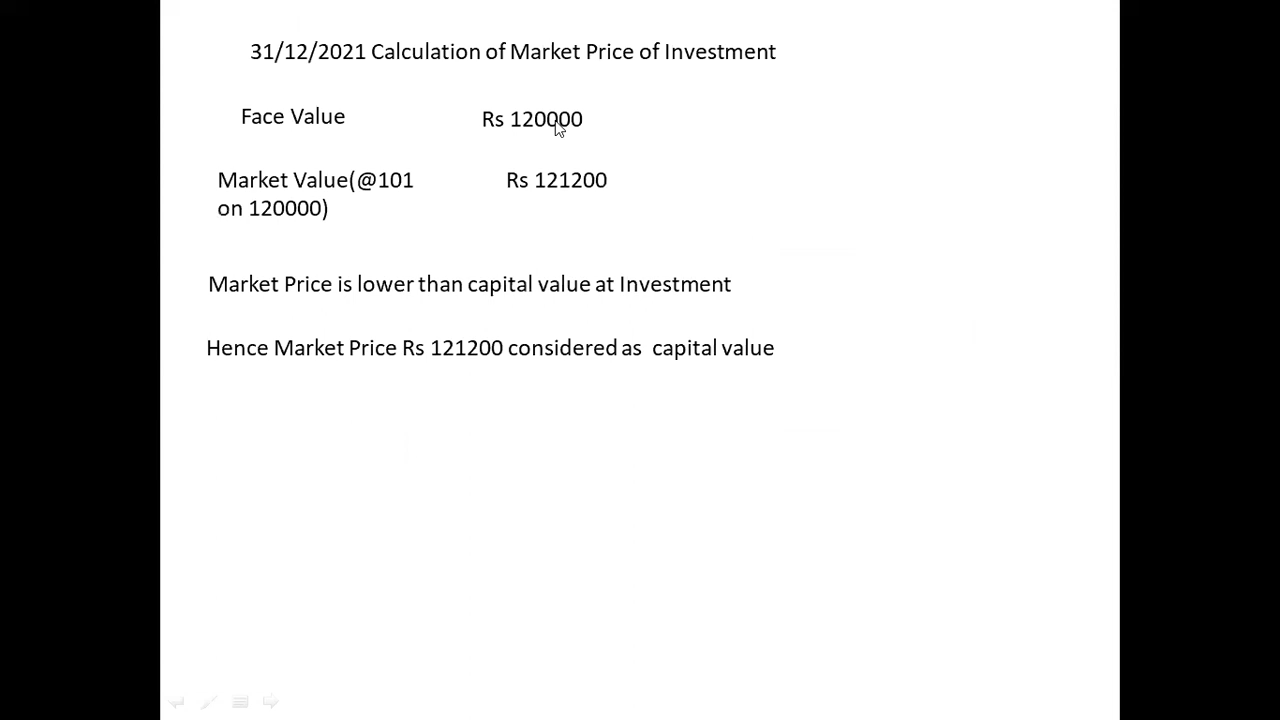 31/12/2021 Calculation of Market Price of Investment
Face Value Rs 120000
Market Value(@101 Rs 121200
on 120000)
Market Price is lower than capital value at Investment
Hence Market Price Rs 121200 considered as capital value